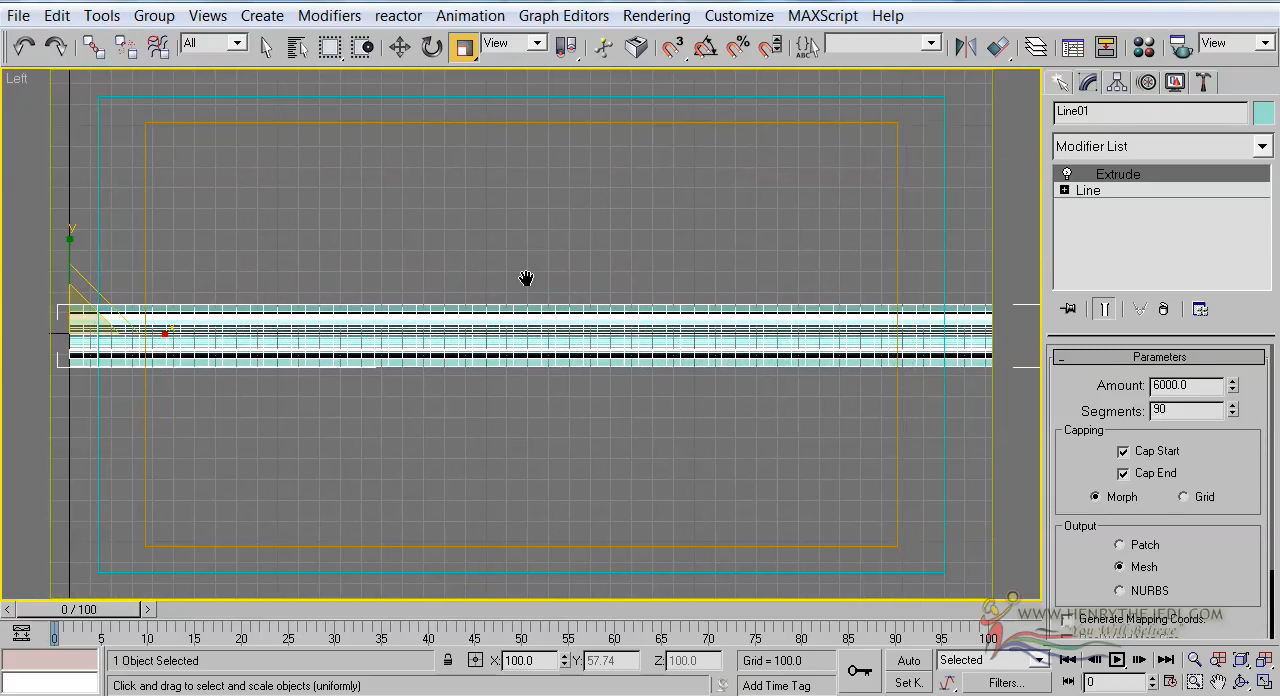 File Edit Tools Group Views Create Modifiers reactor Animation Graph Editors Rendering Customize MAXScript Help
All View 3 ABC View
Left
Line01
Modifier List
Extrude
Line
y
x
Parameters
Amount: 6000.0
Segments: 90
Capping
Cap Start
Cap End
Morph Grid
Output
Patch
Mesh
NURBS
Generate Mapping Coords.
WWW.HENRYTHEJEDI.COM
"You Will Believe"
< 0 / 100 >
0 5 10 15 20 25 30 35 40 45 50 55 60 65 70 75 80 85 90 95 100
1 Object Selected X: 100.0 Y: 57.74 Z: 100.0 Grid = 100.0 Auto Selected
Click and drag to select and scale objects (uniformly) Add Time Tag Set K. Filters... 0